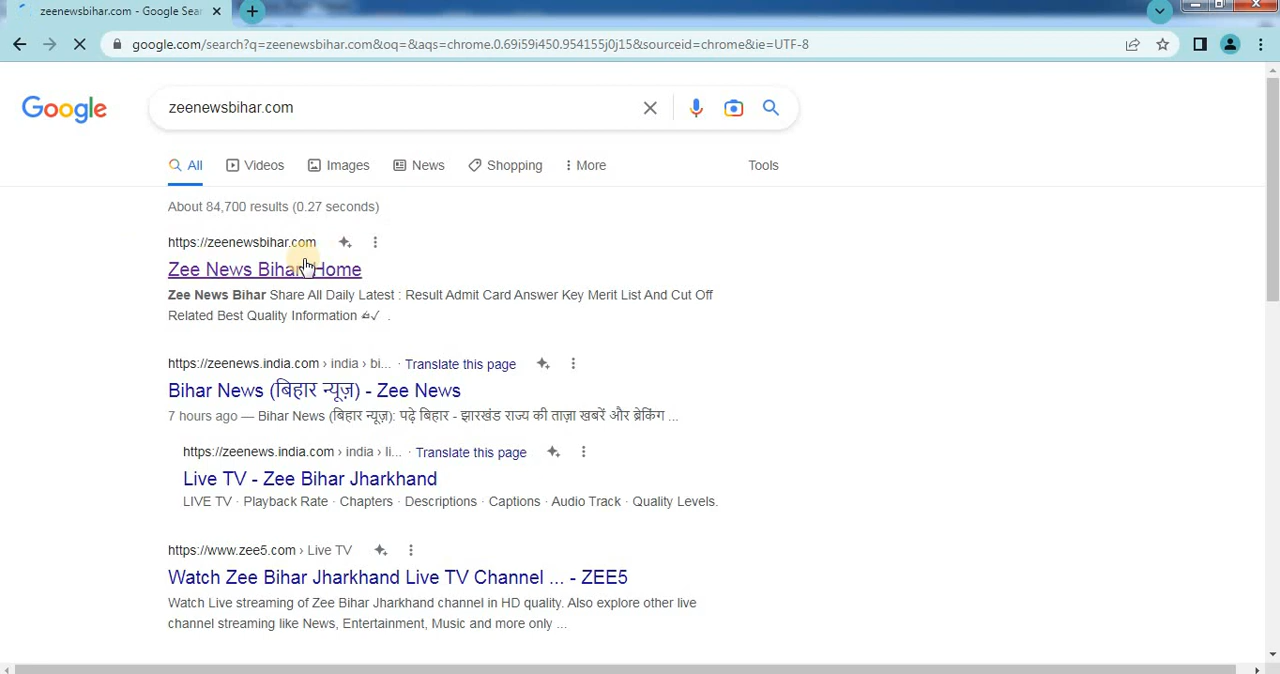 zeenewsbihar.com - Google Sea
google.com/search?q=zeenewsbihar.com&oq=&aqs=chrome.0.69i59i450.954155j0j15&sourceid=chrome&ie=UTF-8
Google
zeenewsbihar.com
All
Videos
Images
News
Shopping
More
Tools
About 84,700 results (0.27 seconds)
https://zeenewsbihar.com
Zee News Bihar Home
Zee News Bihar Share All Daily Latest : Result Admit Card Answer Key Merit List And Cut Off
Related Best Quality Information 👍✓ .
https://zeenews.india.com › india › bi... · Translate this page
Bihar News (बिहार न्यूज़) - Zee News
7 hours ago — Bihar News (बिहार न्यूज़): पढ़े बिहार - झारखंड राज्य की ताज़ा खबरें और ब्रेकिंग ...
https://zeenews.india.com › india › li... · Translate this page
Live TV - Zee Bihar Jharkhand
LIVE TV · Playback Rate · Chapters · Descriptions · Captions · Audio Track · Quality Levels.
https://www.zee5.com › Live TV
Watch Zee Bihar Jharkhand Live TV Channel ... - ZEE5
Watch Live streaming of Zee Bihar Jharkhand channel in HD quality. Also explore other live
channel streaming like News, Entertainment, Music and more only ...